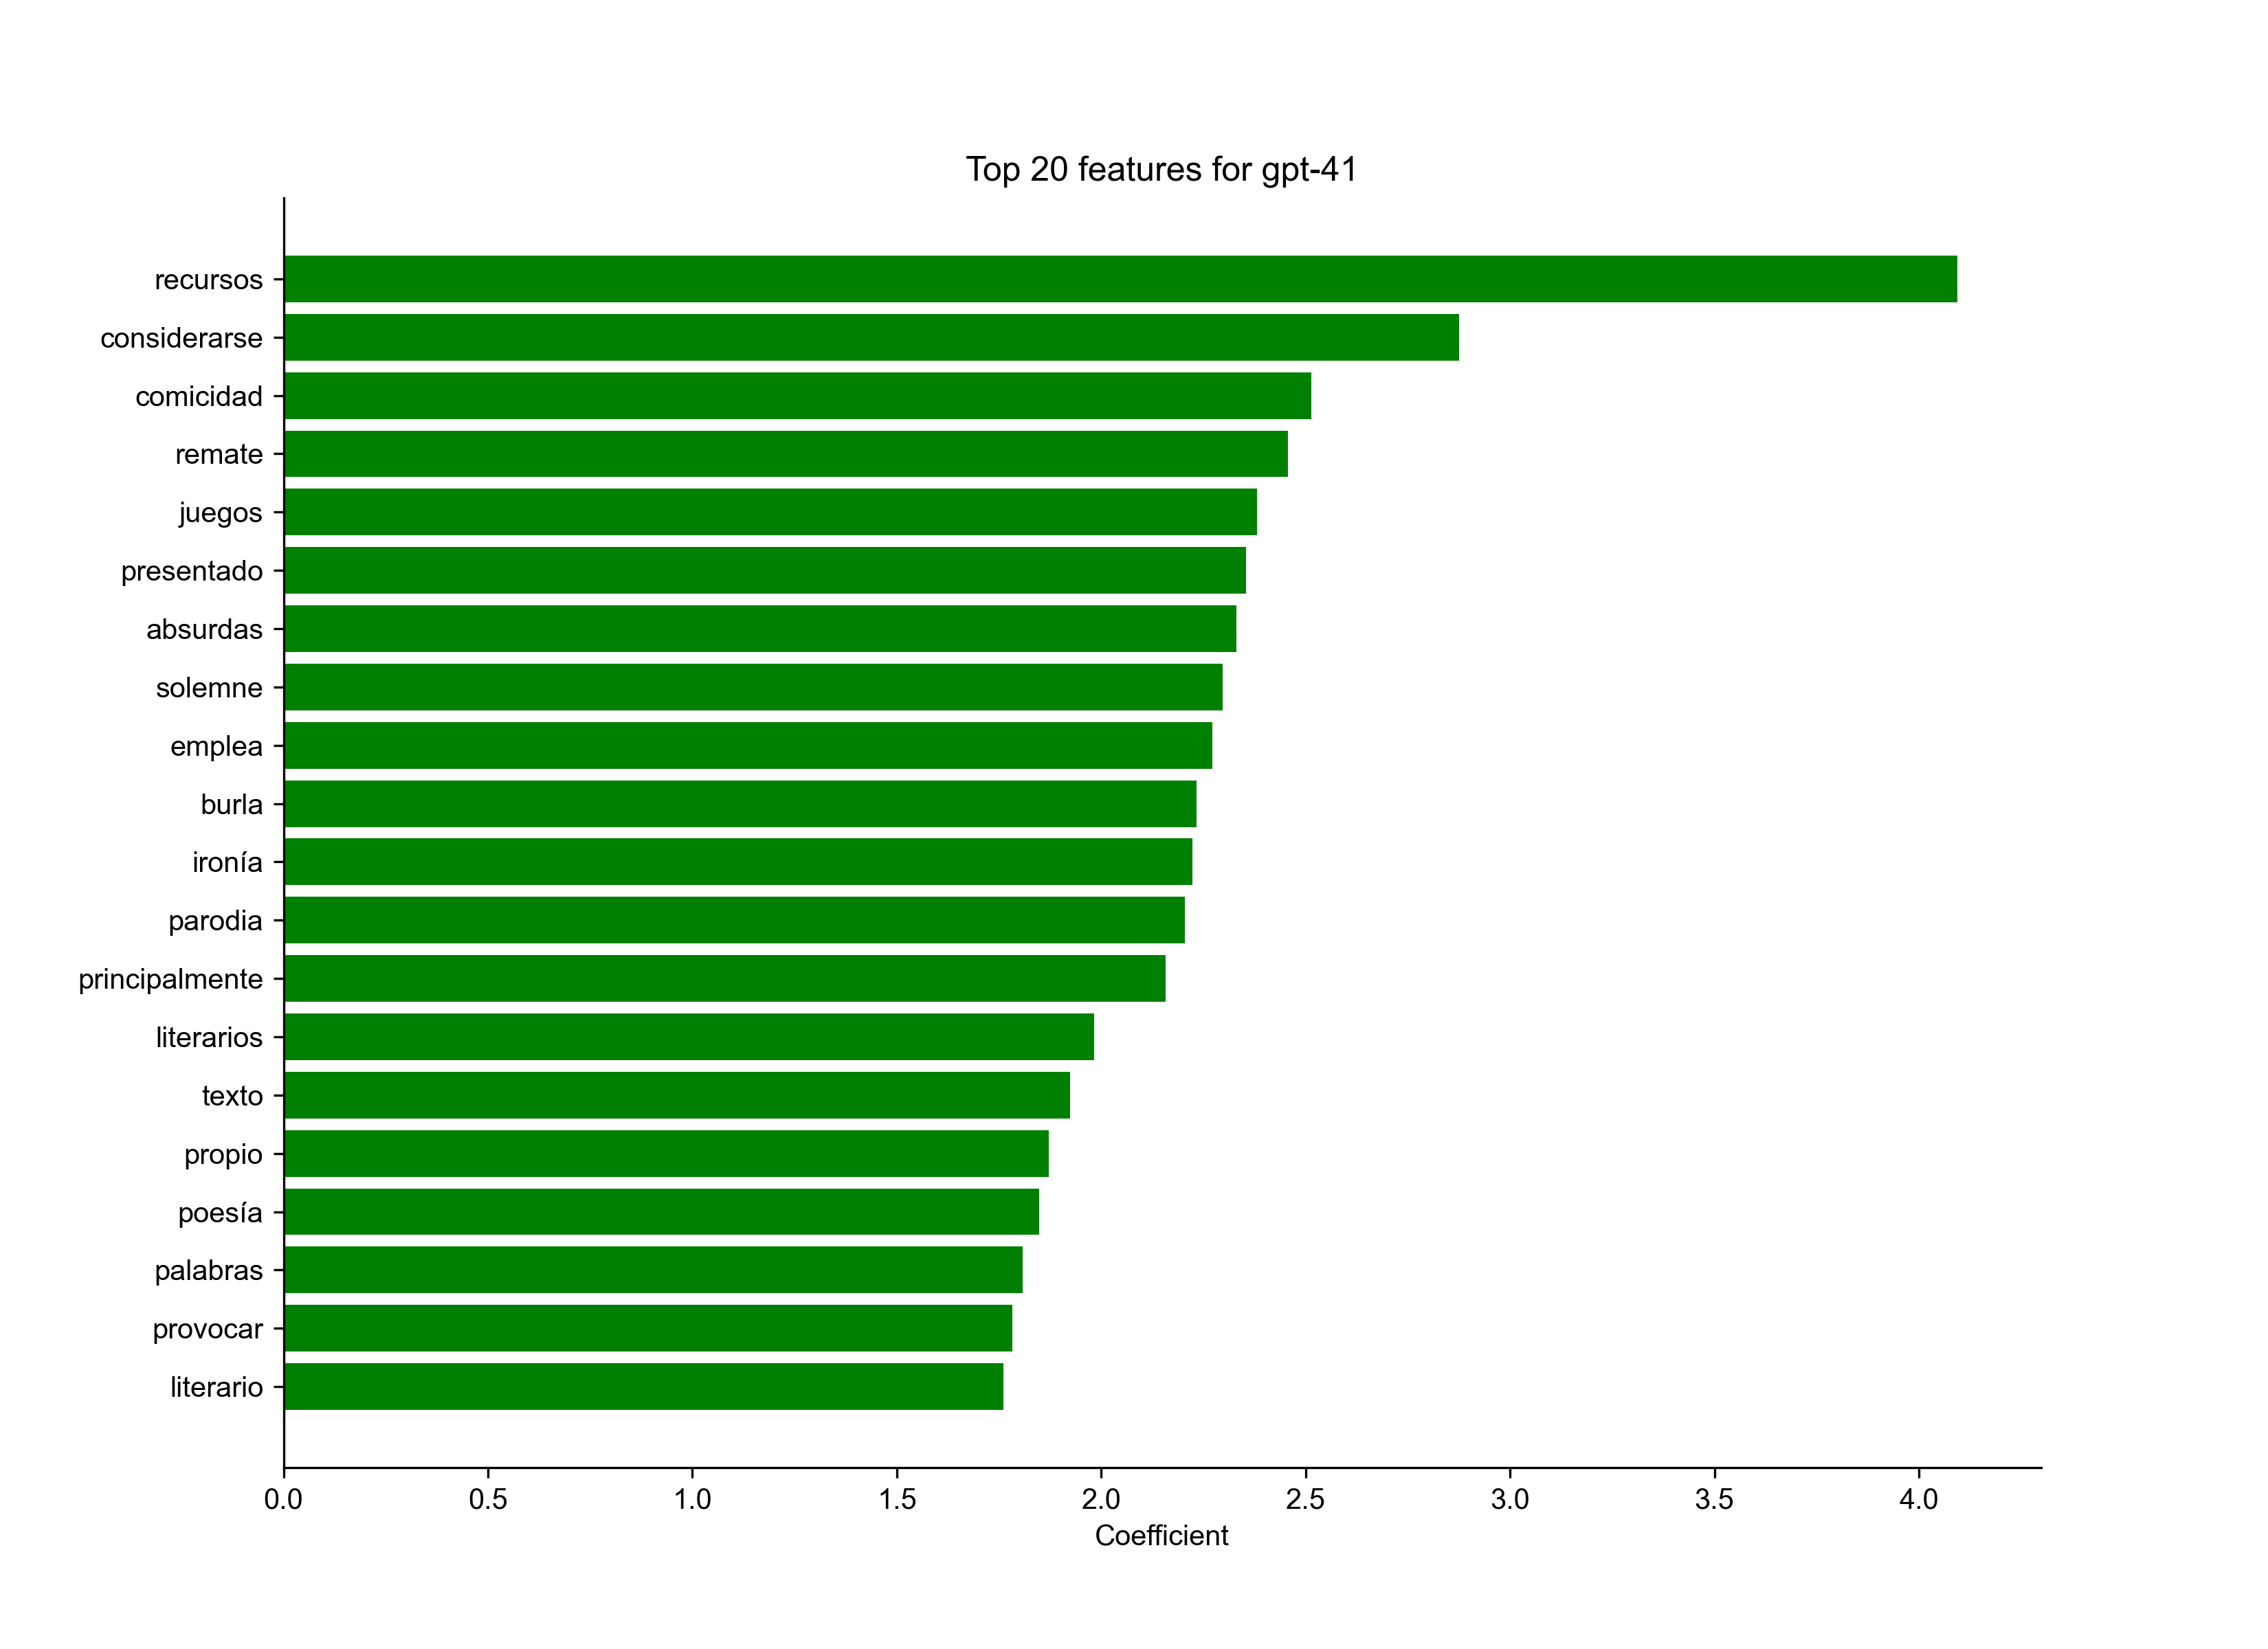 Top 20 features for gpt-41
recursos
considerarse
comicidad
remate
juegos
presentado
absurdas
solemne
emplea
burla
ironía
parodia
principalmente
literarios
texto
propio
poesía
palabras
provocar
literario
0.0 0.5 1.0 1.5 2.0 2.5 3.0 3.5 4.0
Coefficient